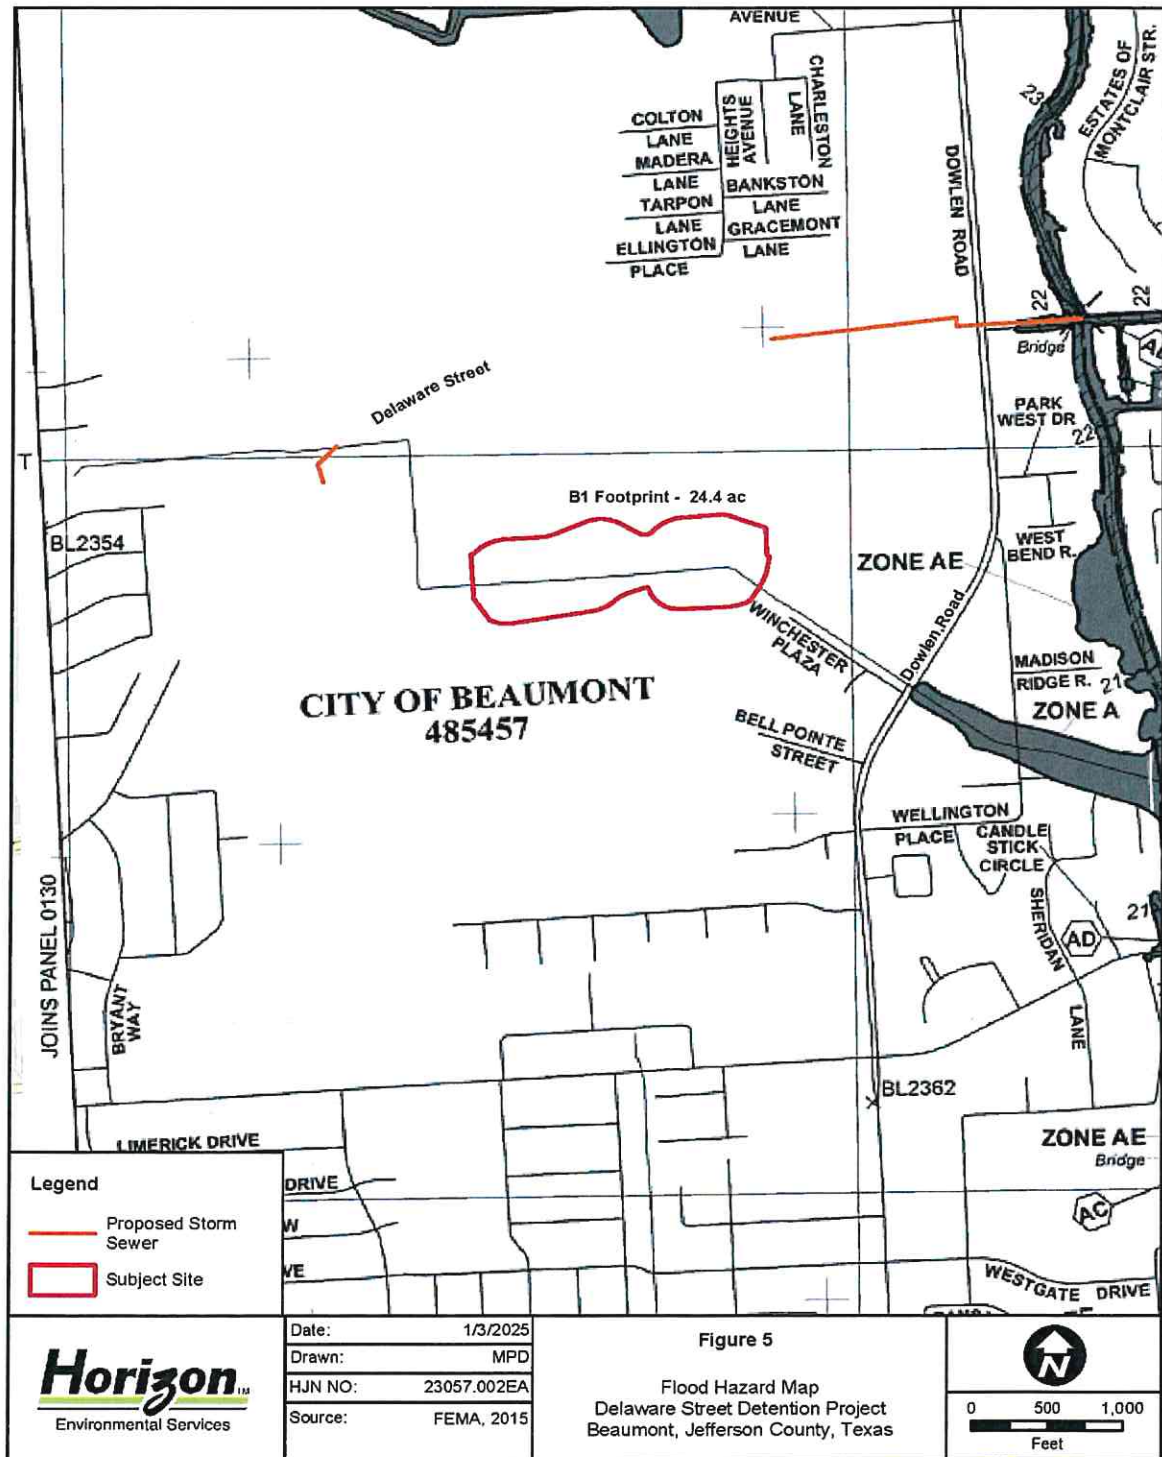 AVENUE
CHARLESTON
LANE
HEIGHTS
AVENUE
COLTON
LANE
MADERA
LANE
TARPON
LANE
ELLINGTON
PLACE
BANKSTON
LANE
GRACEMONT
LANE
DOWLEN ROAD
23
ESTATES OF
MONTCLAIR STR.
22
22
Bridge
Delaware Street
PARK
WEST DR
22
T
B1 Footprint - 24.4 ac
BL2354
ZONE AE
WEST
BEND R.
WINCHESTER
PLAZA
Dowlen Road
MADISON
RIDGE R.
21
ZONE A
CITY OF BEAUMONT
485457
BELL POINTE
STREET
WELLINGTON
PLACE
CANDLE
STICK
CIRCLE
SHERIDAN
LANE
21
AD
JOINS PANEL 0130
BRYANT
WAY
BL2362
ZONE AE
Bridge
AC
LIMERICK DRIVE
DRIVE
W
VE
WESTGATE DRIVE
Legend
Proposed Storm
Sewer
Subject Site
Horizon TM
Environmental Services
Date: 1/3/2025
Drawn: MPD
HJN NO: 23057.002EA
Source: FEMA, 2015
Figure 5
Flood Hazard Map
Delaware Street Detention Project
Beaumont, Jefferson County, Texas
N
0 500 1,000
Feet